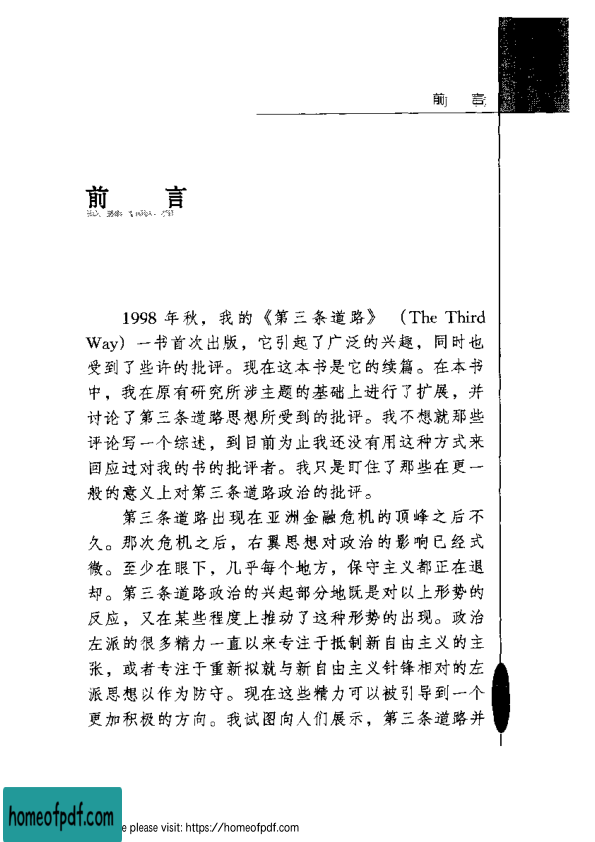 前 言
前 言
1998 年秋，我的《第三条道路》（The Third
Way）一书首次出版，它引起了广泛的兴趣，同时也
受到了些许的批评。现在这本书是它的续篇。在本书
中，我在原有研究所涉主题的基础上进行了扩展，并
讨论了第三条道路思想所受到的批评。我不想就那些
评论写一个综述，到目前为止我还没有用这种方式来
回应过对我的书的批评者。我只是盯住了那些在更一
般的意义上对第三条道路政治的批评。
第三条道路出现在亚洲金融危机的顶峰之后不
久。那次危机之后，右翼思想对政治的影响已经式
微。至少在眼下，几乎每个地方，保守主义都正在退
却。第三条道路政治的兴起部分地既是对以上形势的
反应，又在某些程度上推动了这种形势的出现。政治
左派的很多精力一直以来专注于抵制新自由主义的主
张，或者专注于重新拟就与新自由主义针锋相对的左
派思想以作为防守。现在这些精力可以被引导到一个
更加积极的方向。我试图向人们展示，第三条道路并
homeofpdf.com
e please visit: https://homeofpdf.com